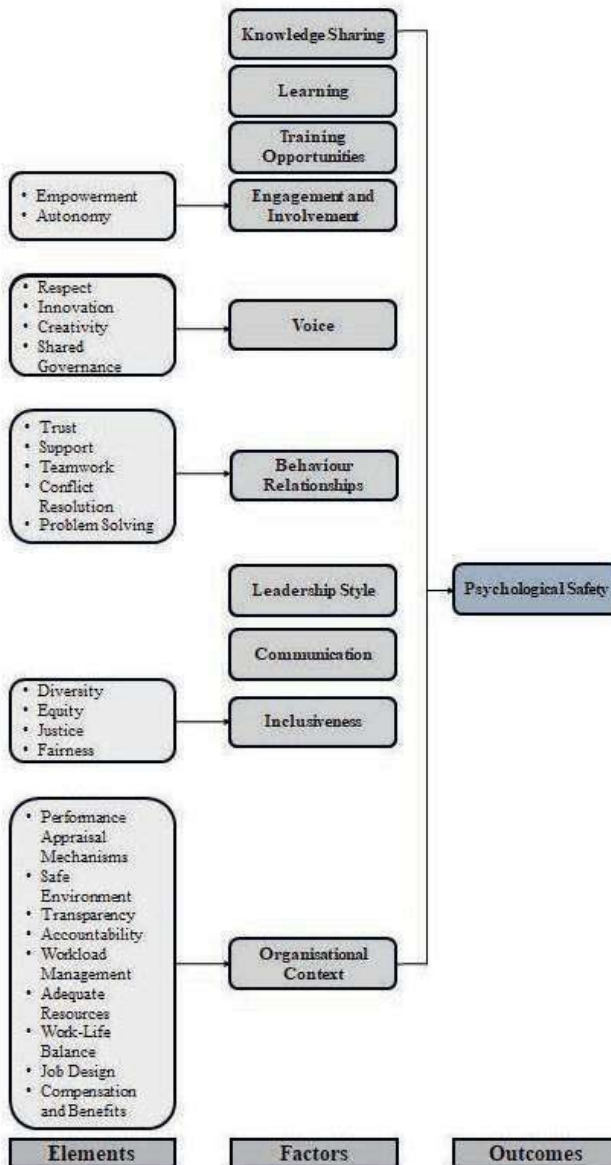 Knowledge Sharing
Learning
Training
Opportunities
• Empowerment
• Autonomy
Engagement and
Involvement
• Respect
• Innovation
• Creativity
• Shared
Governance
Voice
• Trust
• Support
• Teamwork
• Conflict
Resolution
• Problem Solving
Behaviour
Relationships
Leadership Style
Psychological Safety
Communication
• Diversity
• Equity
• Justice
• Fairness
Inclusiveness
• Performance
Appraisal
Mechanisms
• Safe
Environment
• Transparency
• Accountability
• Workload
Management
• Adequate
Resources
• Work-Life
Balance
• Job Design
• Compensation
and Benefits
Organisational
Context
Elements
Factors
Outcomes